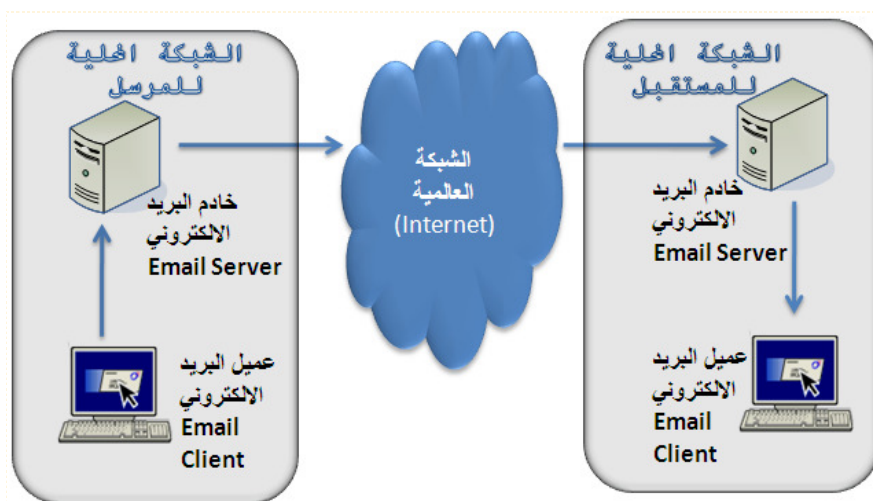 الشبكة المحلية
للمرسل
خادم البريد
الالكتروني
Email Server
عميل البريد
الالكتروني
Email
Client
الشبكة
العالمية
(Internet)
الشبكة المحلية
للمستقبل
خادم البريد
الالكتروني
Email Server
عميل البريد
الالكتروني
Email
Client